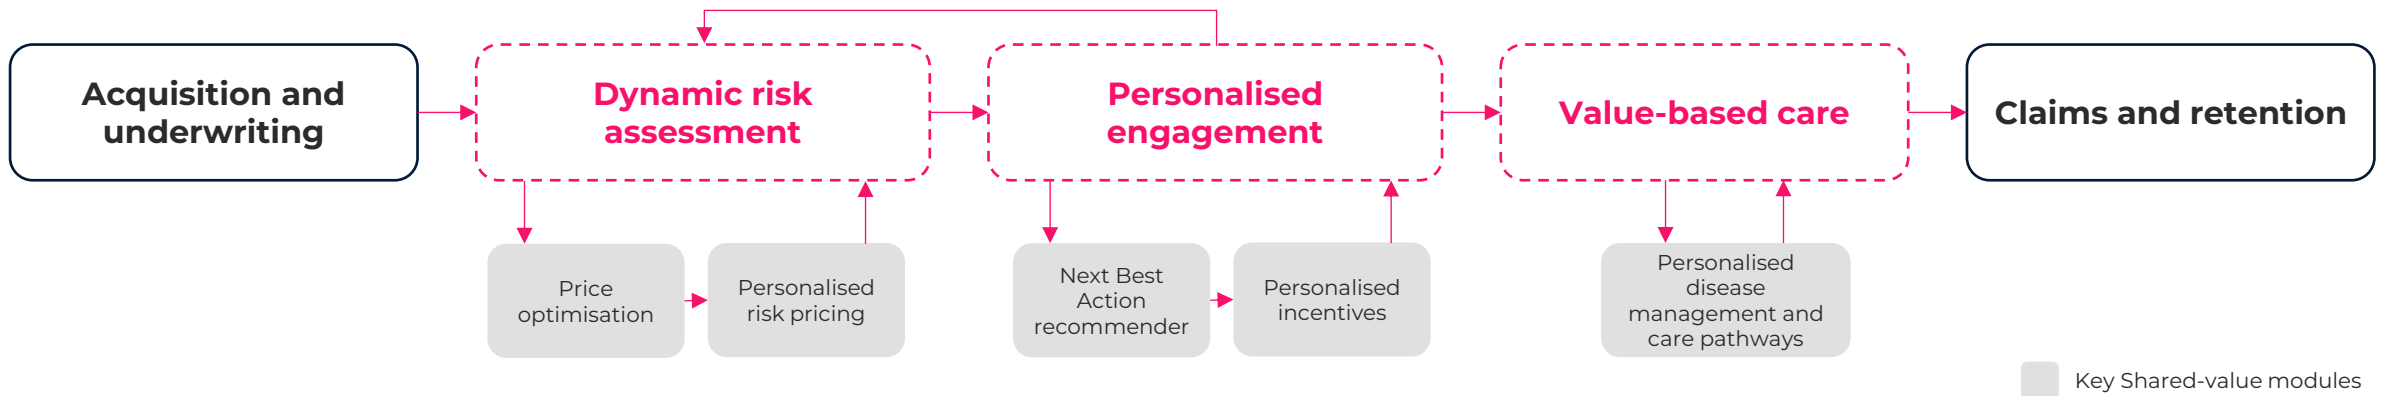 Acquisition and
underwriting
Dynamic risk
assessment
Personalised
engagement
Value-based care
Claims and retention
Price
optimisation
Personalised
risk pricing
Next Best
Action
recommender
Personalised
incentives
Personalised
disease
management and
care pathways
Key Shared-value modules